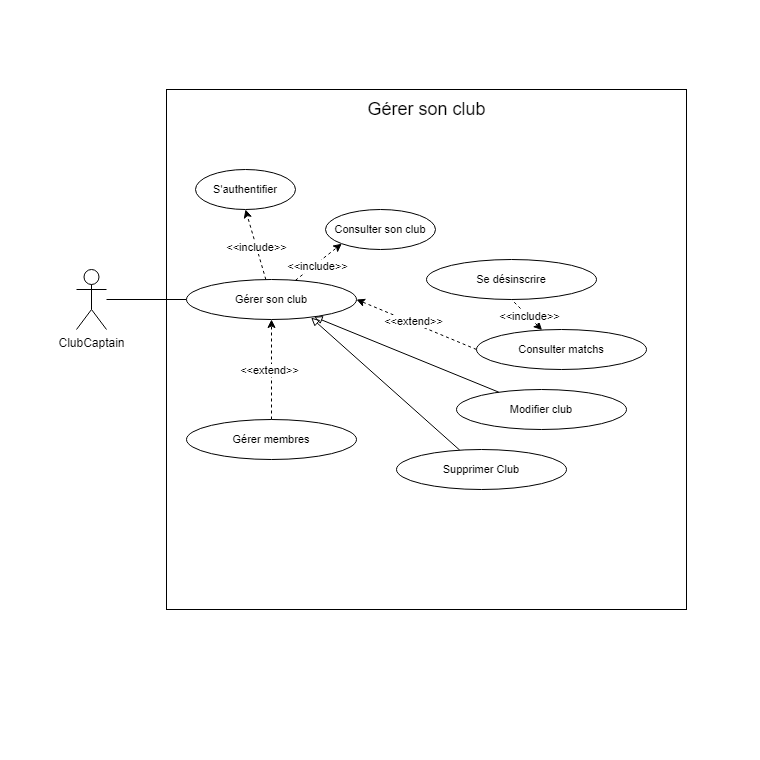 Gérer son club
S'authentifier
Consulter son club
<<include>>
<<include>>
Se désinscrire
Gérer son club
<<include>>
<<extend>>
ClubCaptain
Consulter matchs
<<extend>>
Modifier club
Gérer membres
Supprimer Club